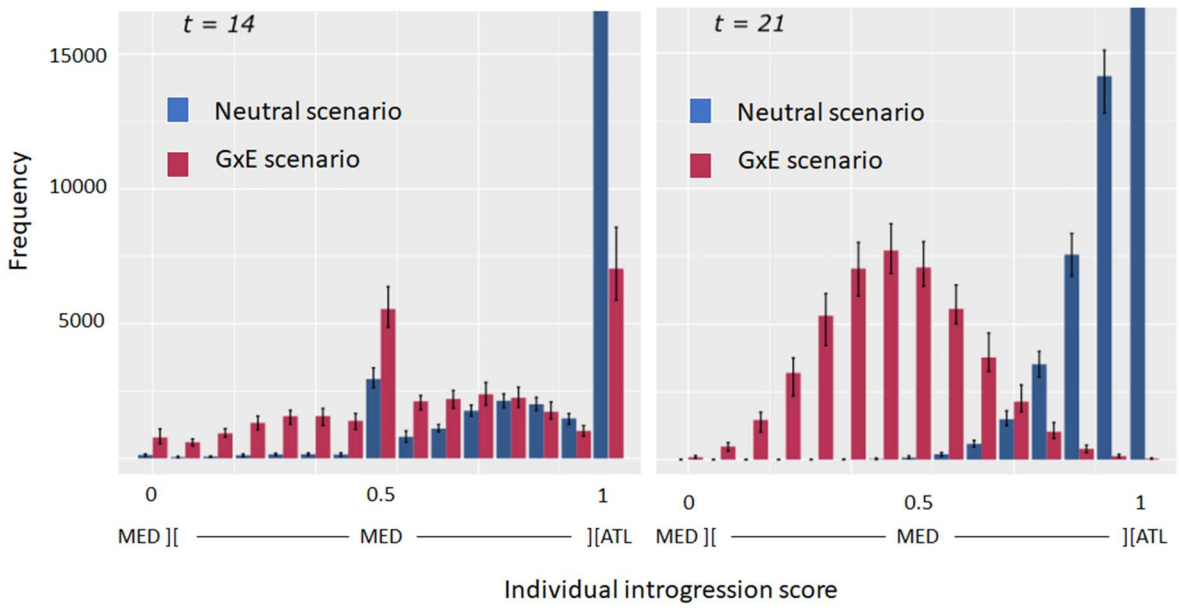 t = 14
t = 21
15000
10000
5000
Frequency
Neutral scenario
GxE scenario
Neutral scenario
GxE scenario
0 0.5 1
0 0.5 1
MED ][ MED ][ATL
MED ][ MED ][ATL
Individual introgression score